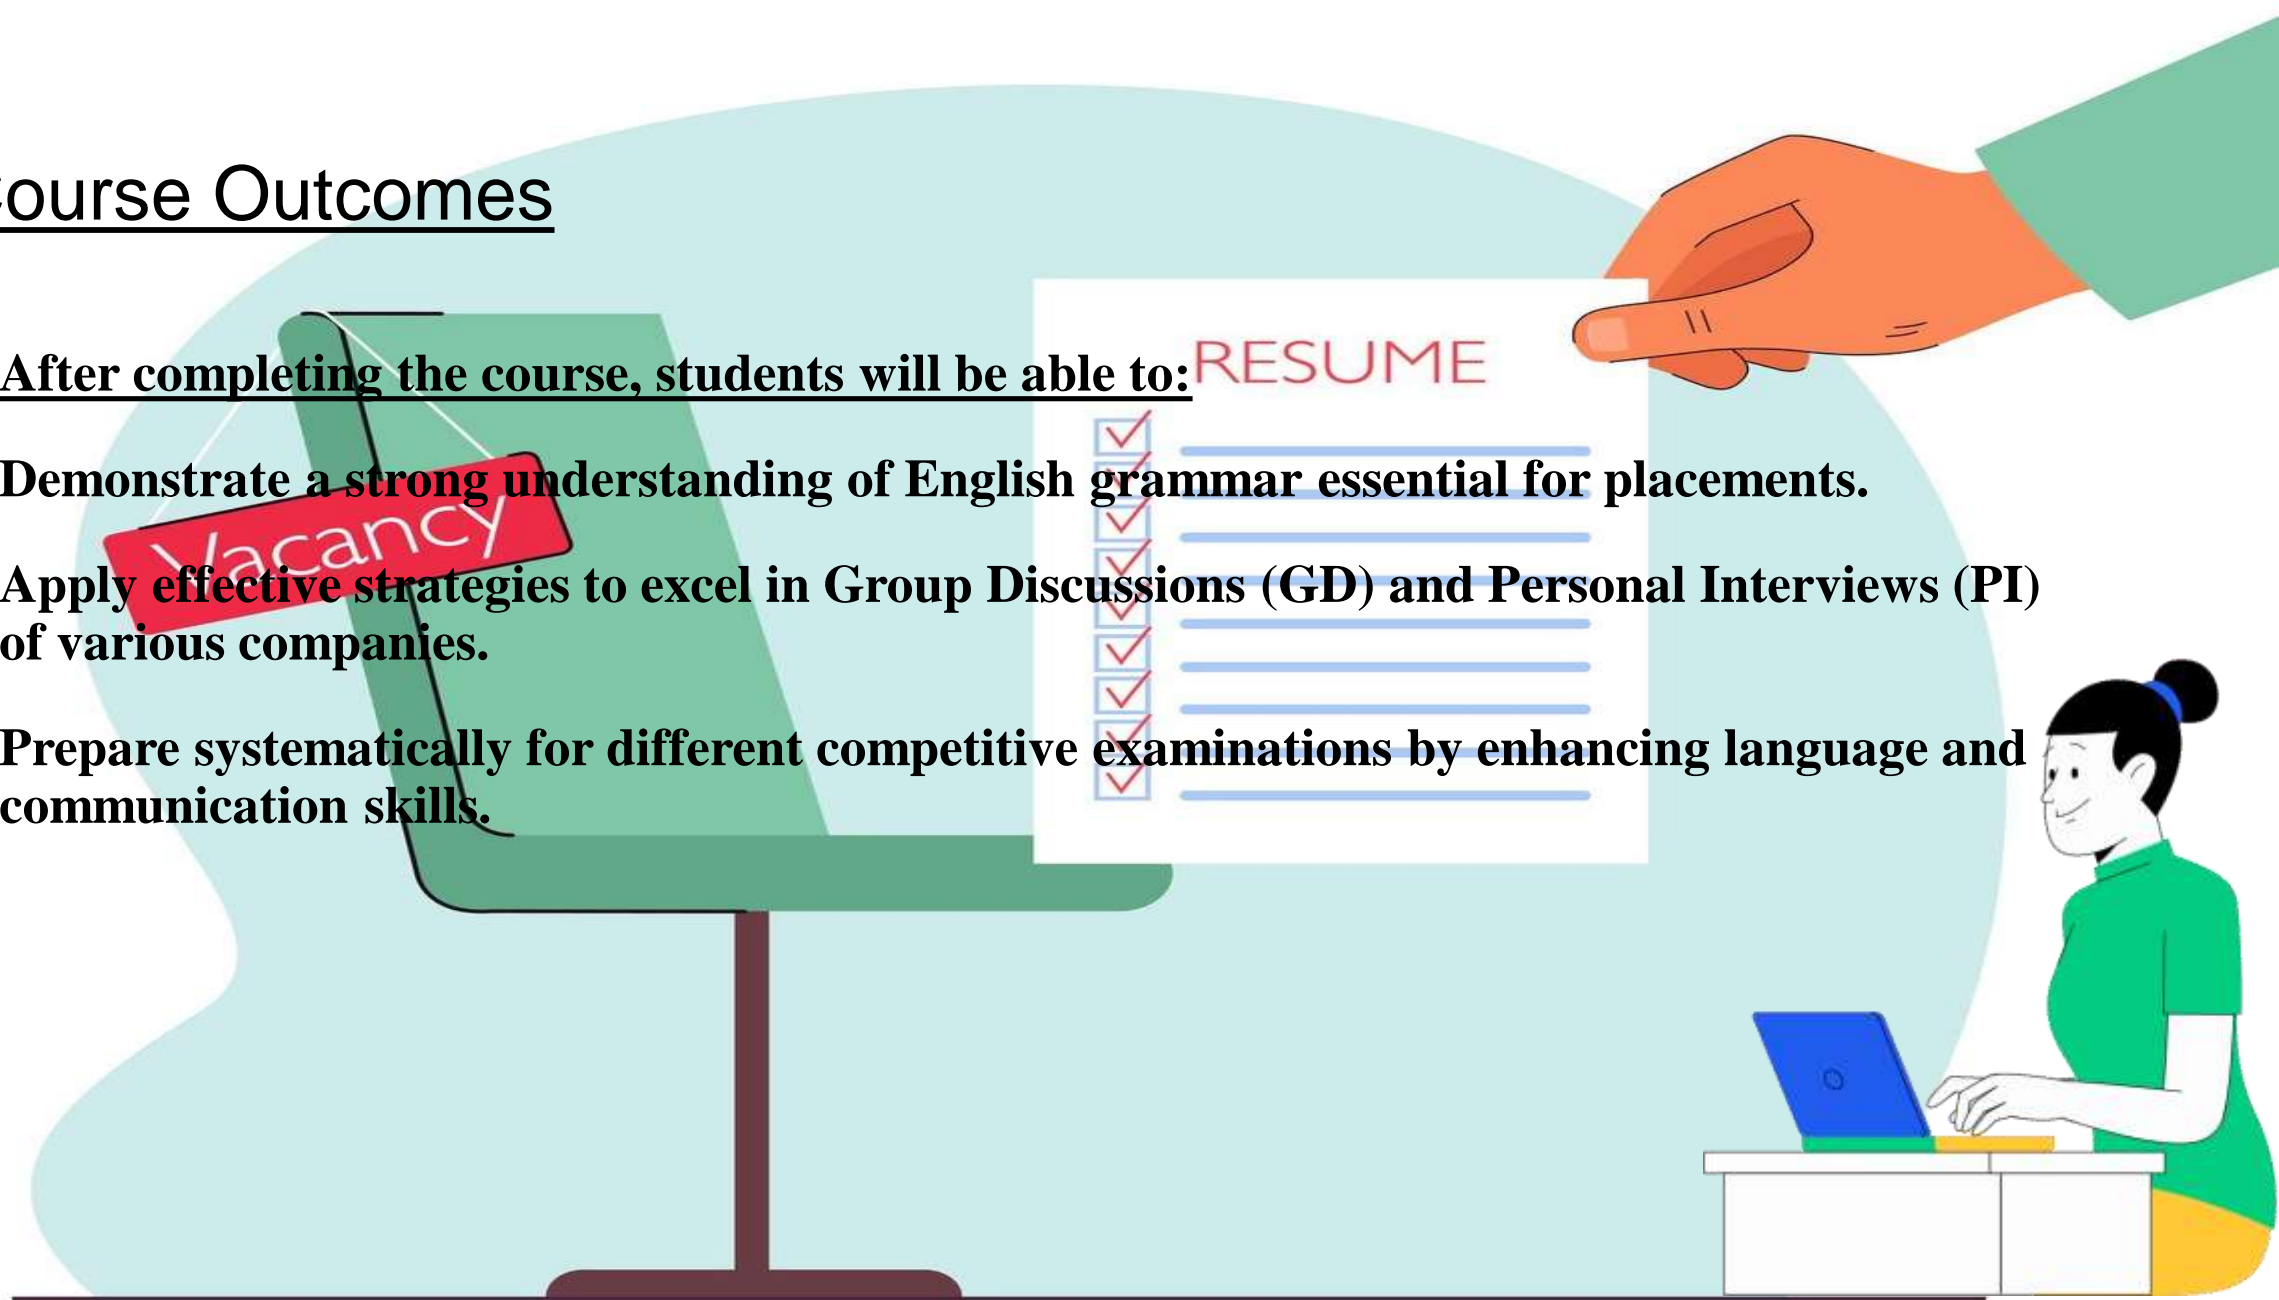 ourse Outcomes
After completing the course, students will be able to:
RESUME
Demonstrate a strong understanding of English grammar essential for placements.
Vacancy
Apply effective strategies to excel in Group Discussions (GD) and Personal Interviews (PI)
of various companies.
Prepare systematically for different competitive examinations by enhancing language and
communication skills.